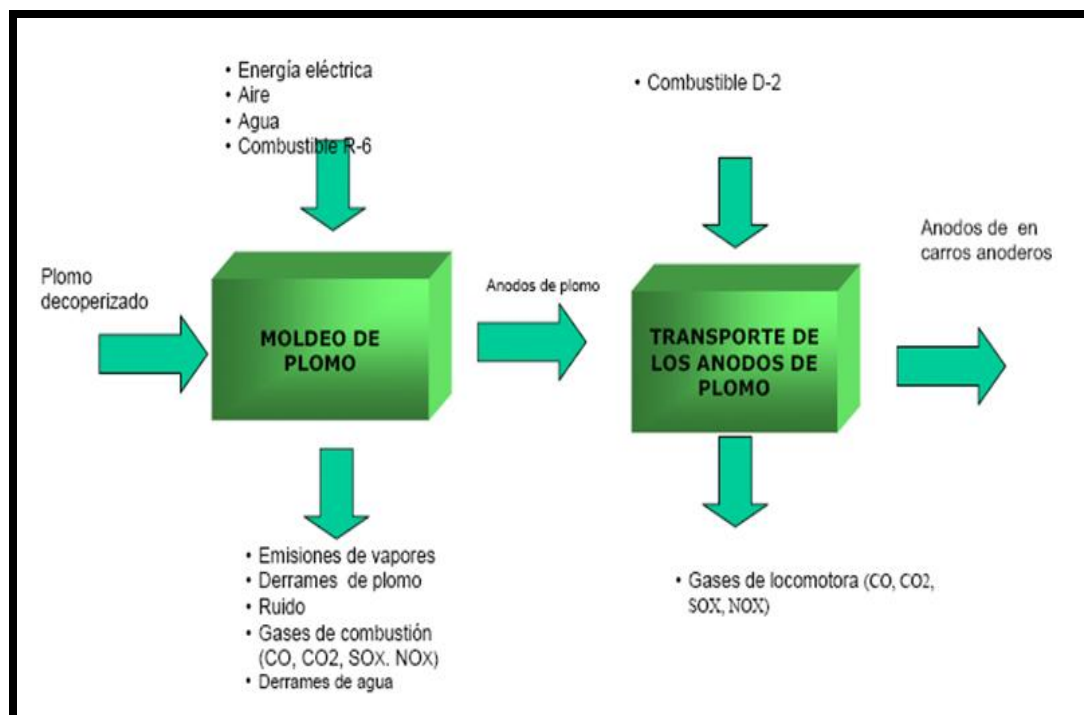 • Energía eléctrica
• Aire
• Agua
• Combustible R-6
• Combustible D-2
Plomo
decoperizado
MOLDEO DE
PLOMO
Anodos de plomo
TRANSPORTE DE
LOS ANODOS DE
PLOMO
Anodos de en
carros anoderos
• Emisiones de vapores
• Derrames de plomo
• Ruido
• Gases de combustión
(CO, CO2, SOX. NOX)
• Derrames de agua
• Gases de locomotora (CO, CO2,
SOX, NOX)